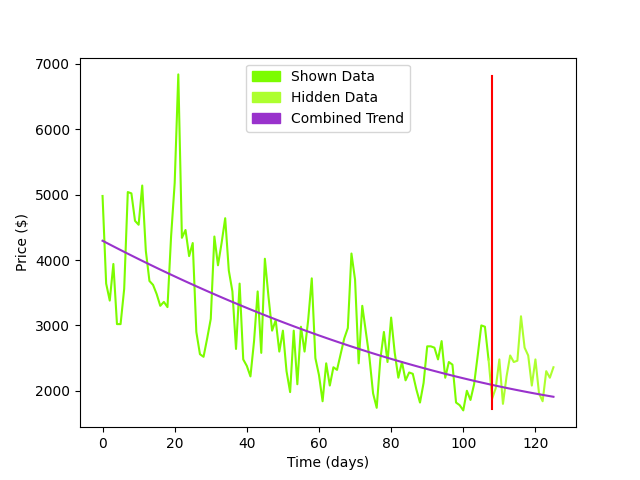 7000
6000
5000
4000
3000
2000
Price ($)
Shown Data
Hidden Data
Combined Trend
0 20 40 60 80 100 120
Time (days)